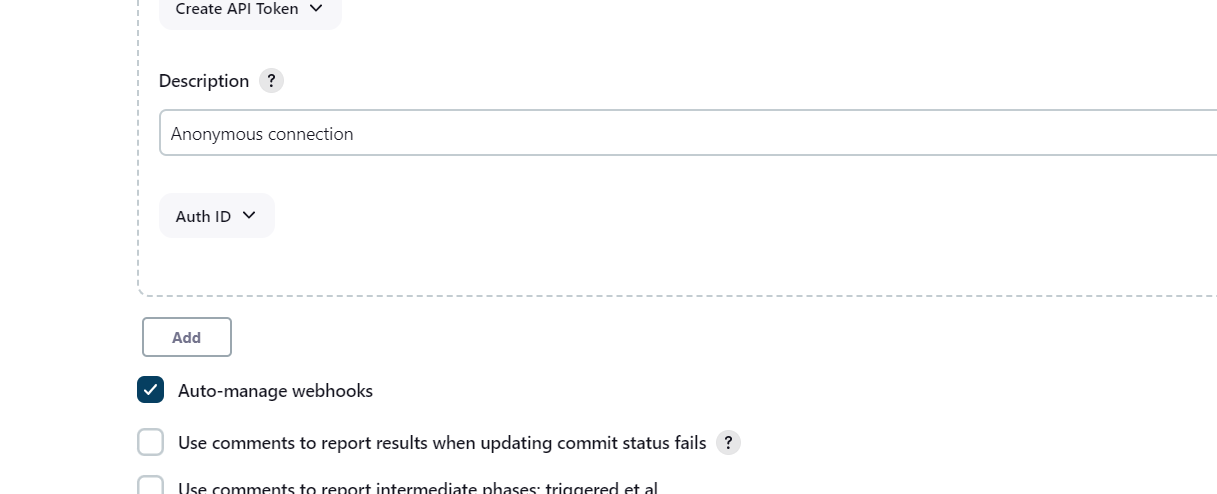 Create API Token
Description ?
Anonymous connection
Auth ID
Add
Auto-manage webhooks
Use comments to report results when updating commit status fails ?
Use comments to report intermediate phases: triggered et al